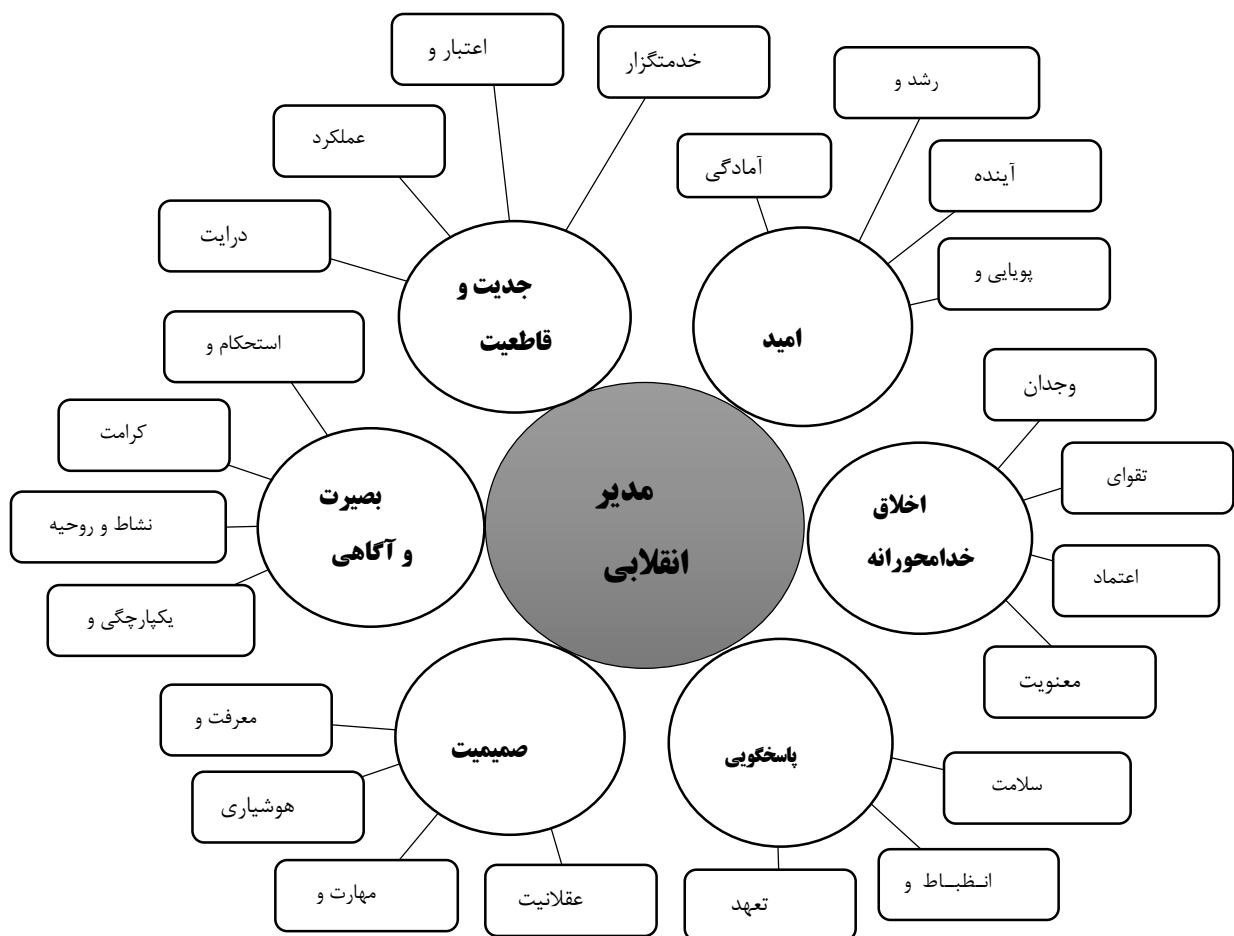 اعتبار و
خدمتگزار
رشد و
عملکرد
آمادگی
آینده
درایت
پویایی و
جدیت و
قاطعیت
امید
استحکام و
وجدان
کرامت
تقوای
نشاط و روحیه
بصیرت
و آگاهی
مدیر
انقلابی
اخلاق
خدامحورانه
اعتماد
یکپارچگی و
معنویت
معرفت و
صمیمیت
پاسخگویی
سلامت
هوشیاری
مهارت و
عقلانیت
تعهد
انـظبـاط و